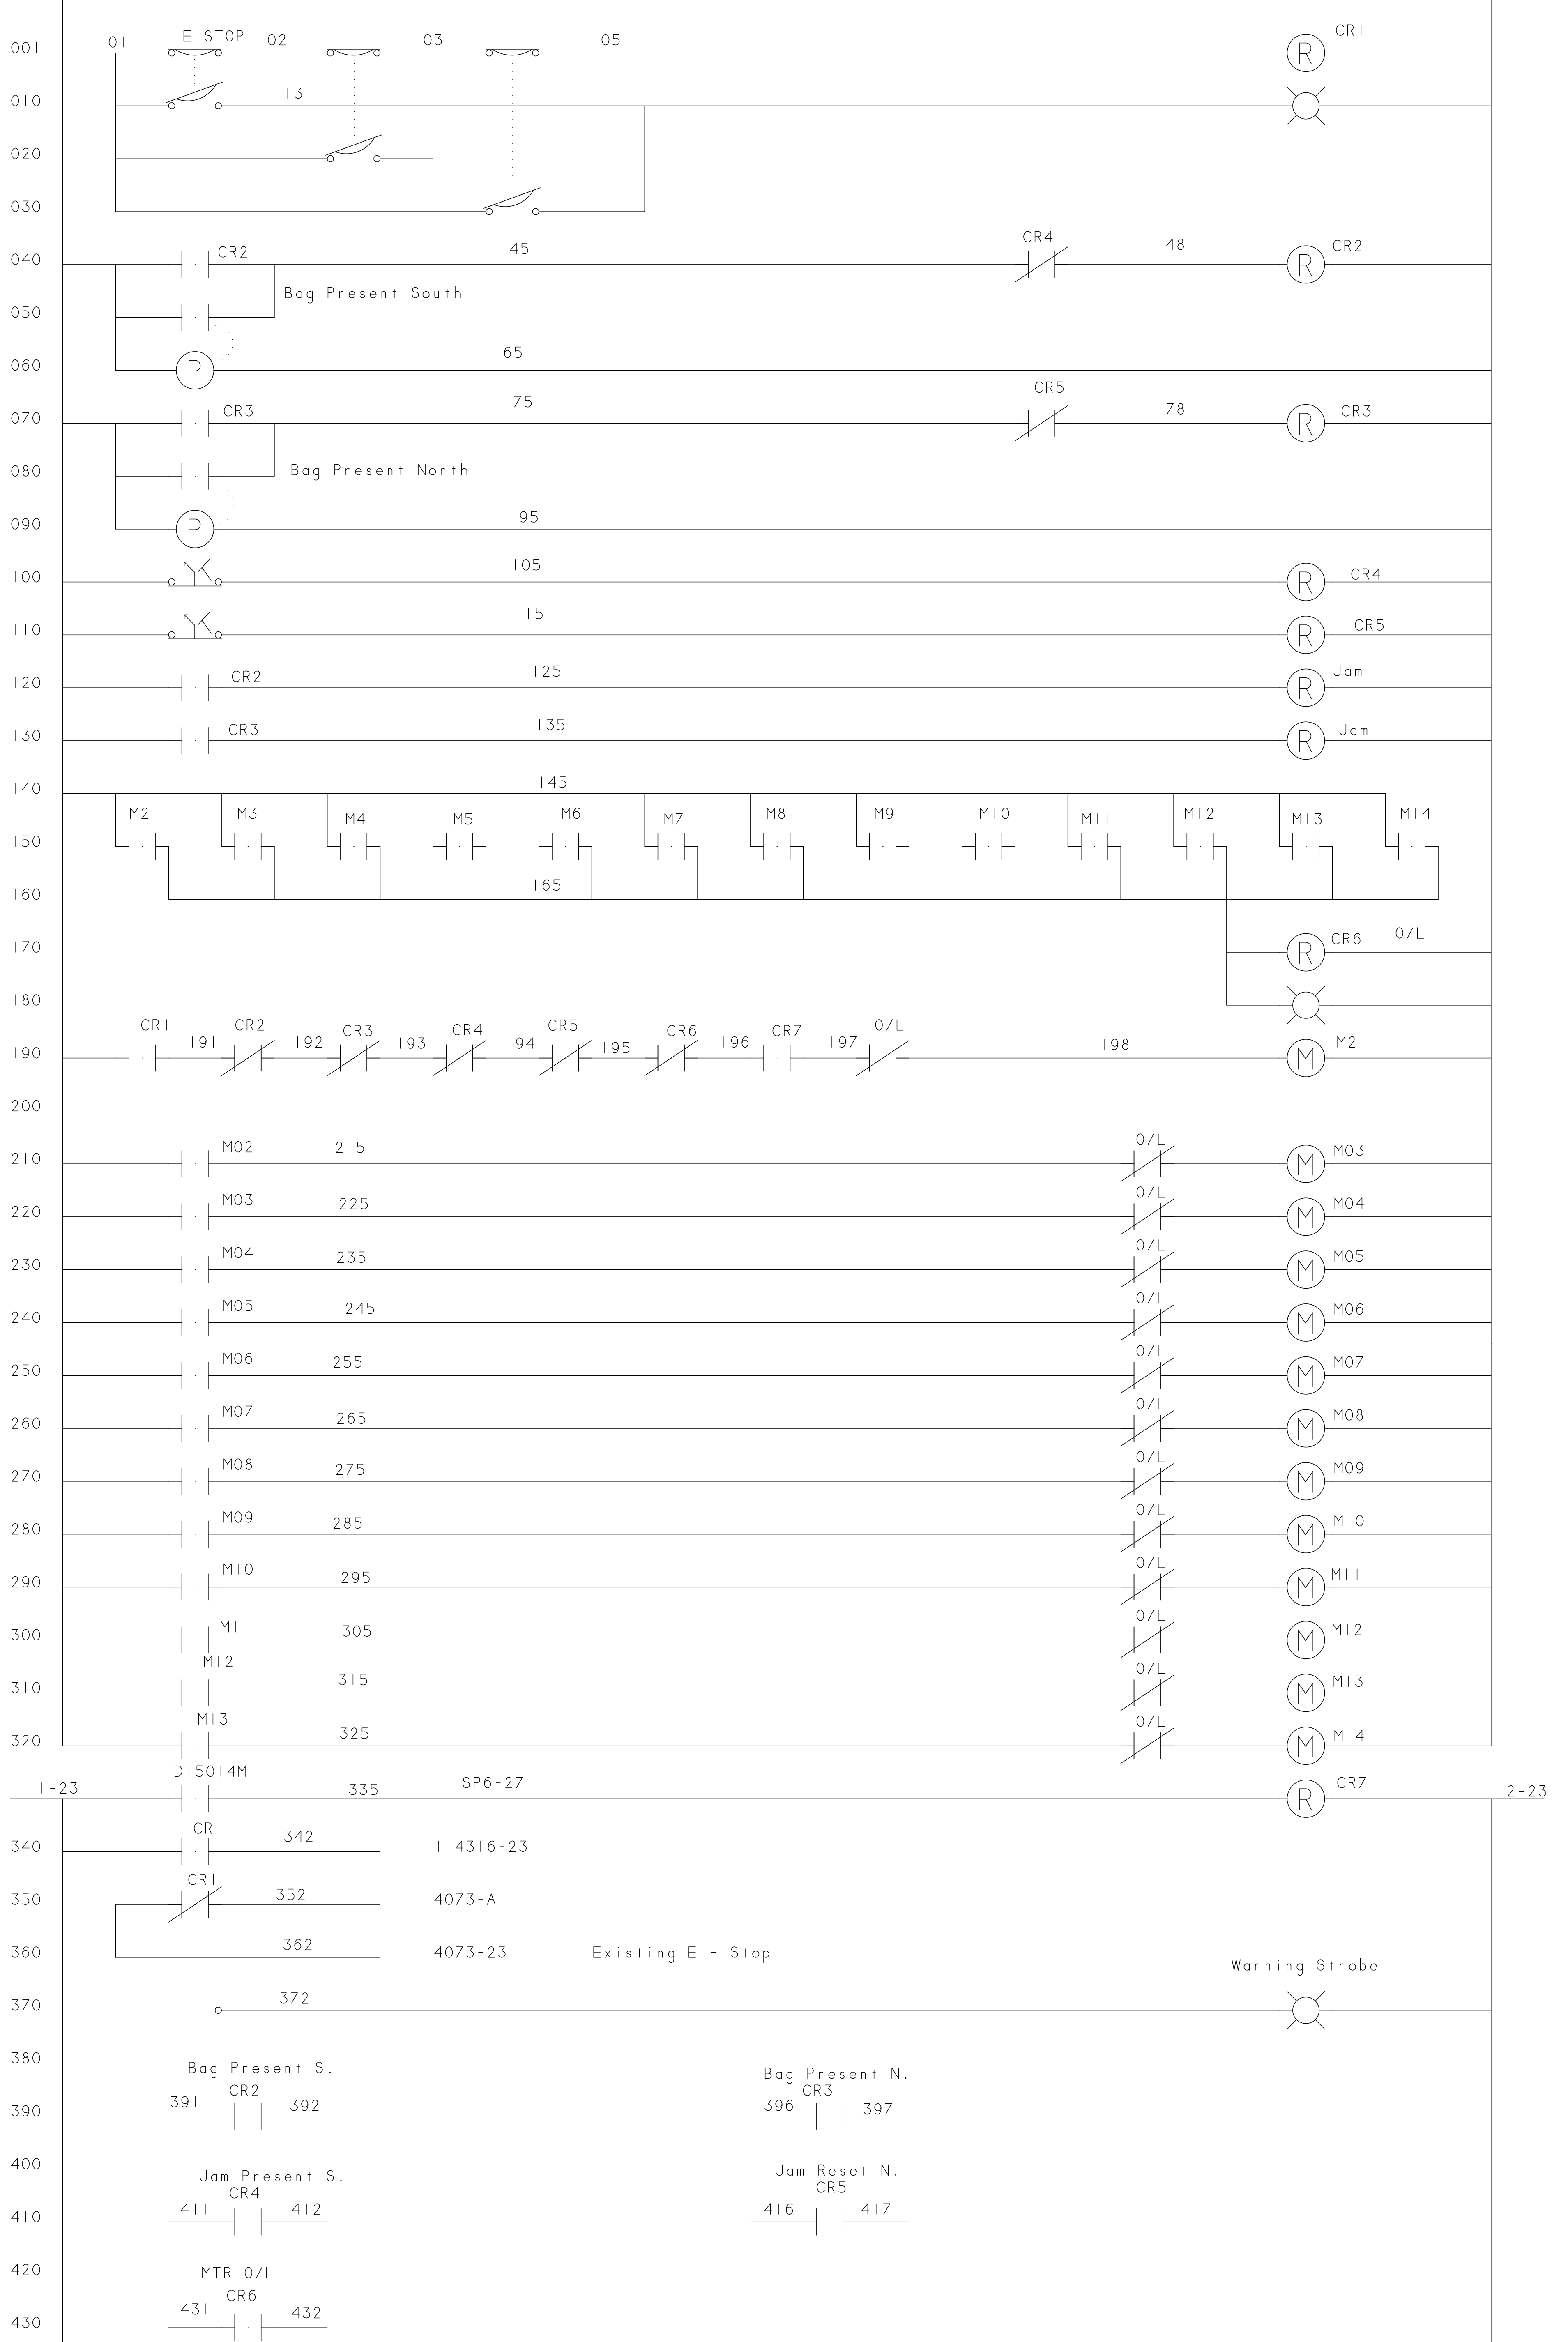 001 01 E STOP 02 03 05 R CR1
010 13
020
030
040 CR2 45 CR4 48 R CR2
Bag Present South
050
060 P 65
070 CR3 75 CR5 78 R CR3
080 Bag Present North
090 P 95
100 K 105 R CR4
110 K 115 R CR5
120 CR2 125 R Jam
130 CR3 135 R Jam
140 145
M2 M3 M4 M5 M6 M7 M8 M9 M10 M11 M12 M13 M14
150
160 165
170 R CR6 O/L
180
190 CR1 191 CR2 192 CR3 193 CR4 194 CR5 195 CR6 196 CR7 197 O/L 198 M M2
200
210 M02 215 O/L M M03
220 M03 225 O/L M M04
230 M04 235 O/L M M05
240 M05 245 O/L M M06
250 M06 255 O/L M M07
260 M07 265 O/L M M08
270 M08 275 O/L M M09
280 M09 285 O/L M M10
290 M10 295 O/L M M11
300 M11 305 O/L M M12
310 M12 315 O/L M M13
320 M13 325 O/L M M14
1-23 D15014M 335 SP6-27 R CR7 2-23
340 CR1 342 114316-23
350 CR1 352 4073-A
360 362 4073-23 Existing E - Stop
Warning Strobe
370 372
380
Bag Present S. Bag Present N.
CR2 CR3
390 391 392 396 397
400
Jam Present S. Jam Reset N.
CR4 CR5
410 411 412 416 417
420
MTR O/L
CR6
430 431 432